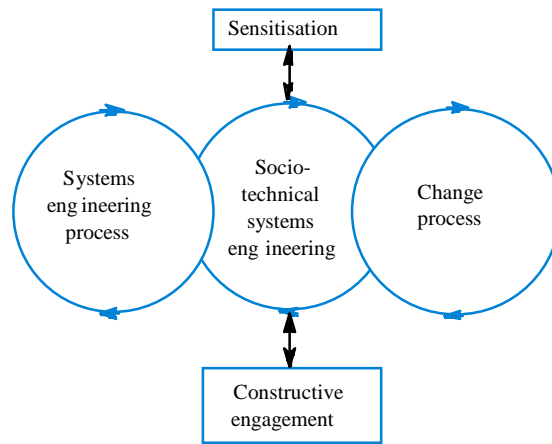 Sensitisation
Systems
eng ineering
process
Socio-
technical
systems
eng ineering
Change
process
Constructive
engagement